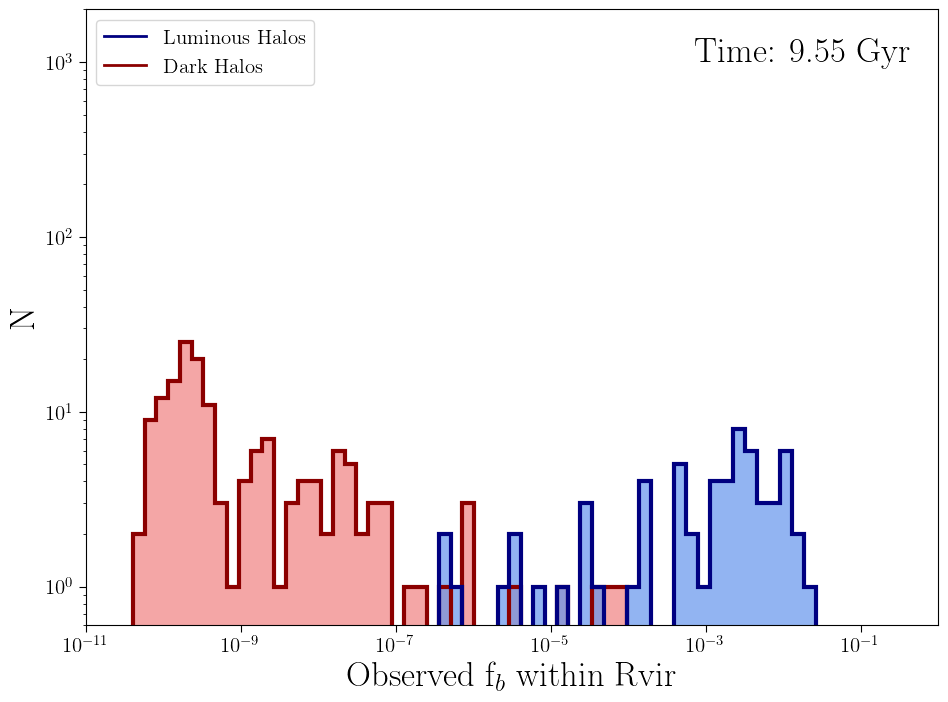 Luminous Halos
Dark Halos
Time: 9.55 Gyr
N
10³
10²
10¹
10⁰
10⁻¹¹ 10⁻⁹ 10⁻⁷ 10⁻⁵ 10⁻³ 10⁻¹
Observed f_b within Rvir